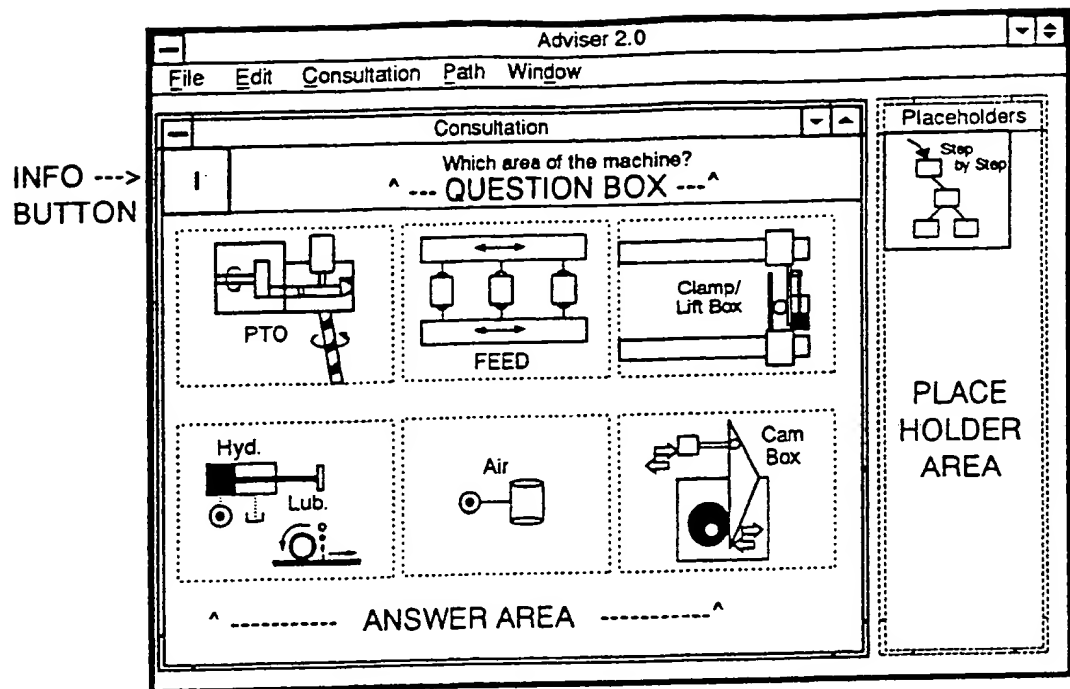 Adviser 2.0
File Edit Consultation Path Window
Consultation
Placeholders
INFO --->
BUTTON
I
Which area of the machine?
^ --- QUESTION BOX ---^
Step
by Step
PTO
FEED
Clamp/
Lift Box
PLACE
HOLDER
AREA
Hyd.
Lub.
Air
Cam
Box
^ ----------- ANSWER AREA -----------^